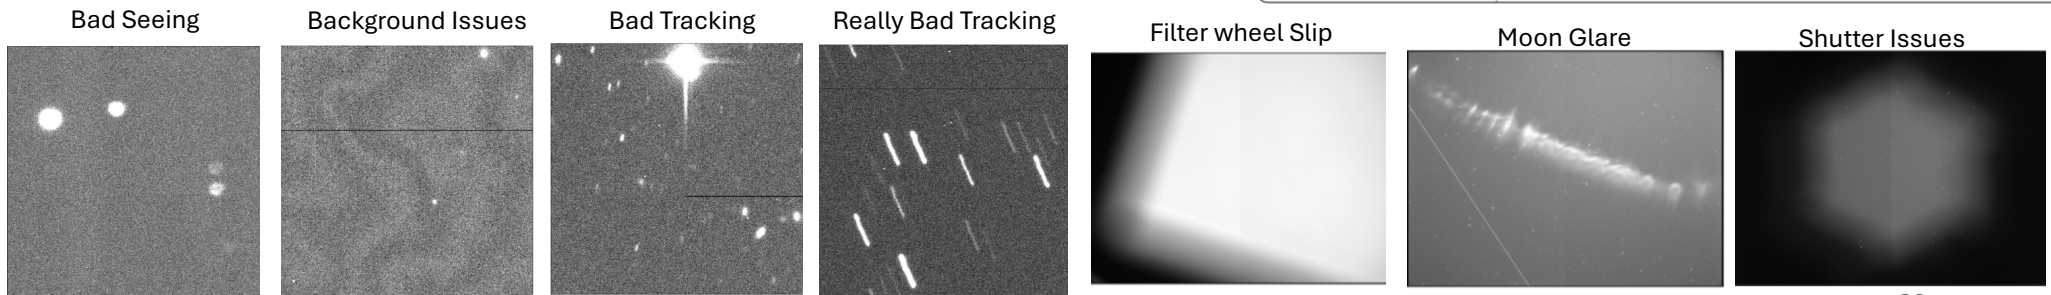 Bad Seeing
Background Issues
Bad Tracking
Really Bad Tracking
Filter wheel Slip
Moon Glare
Shutter Issues